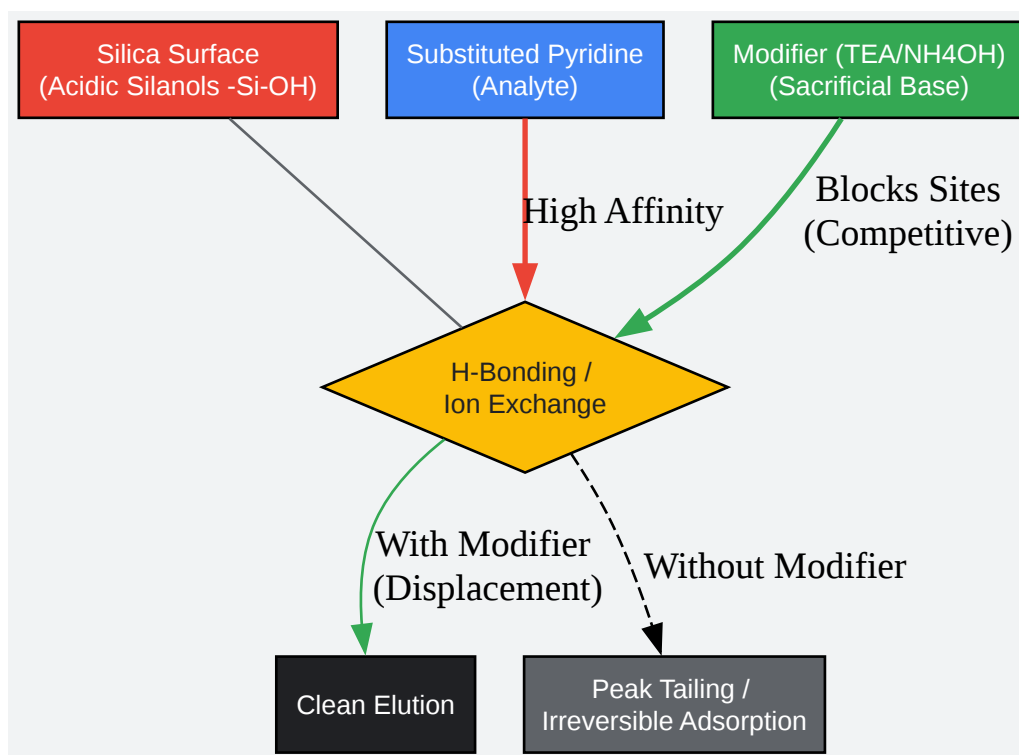 Silica Surface
(Acidic Silanols -Si-OH)
Substituted Pyridine
(Analyte)
Modifier (TEA/NH4OH)
(Sacrificial Base)
High Affinity
Blocks Sites
(Competitive)
H-Bonding /
Ion Exchange
With Modifier
(Displacement)
Without Modifier
Clean Elution
Peak Tailing /
Irreversible Adsorption